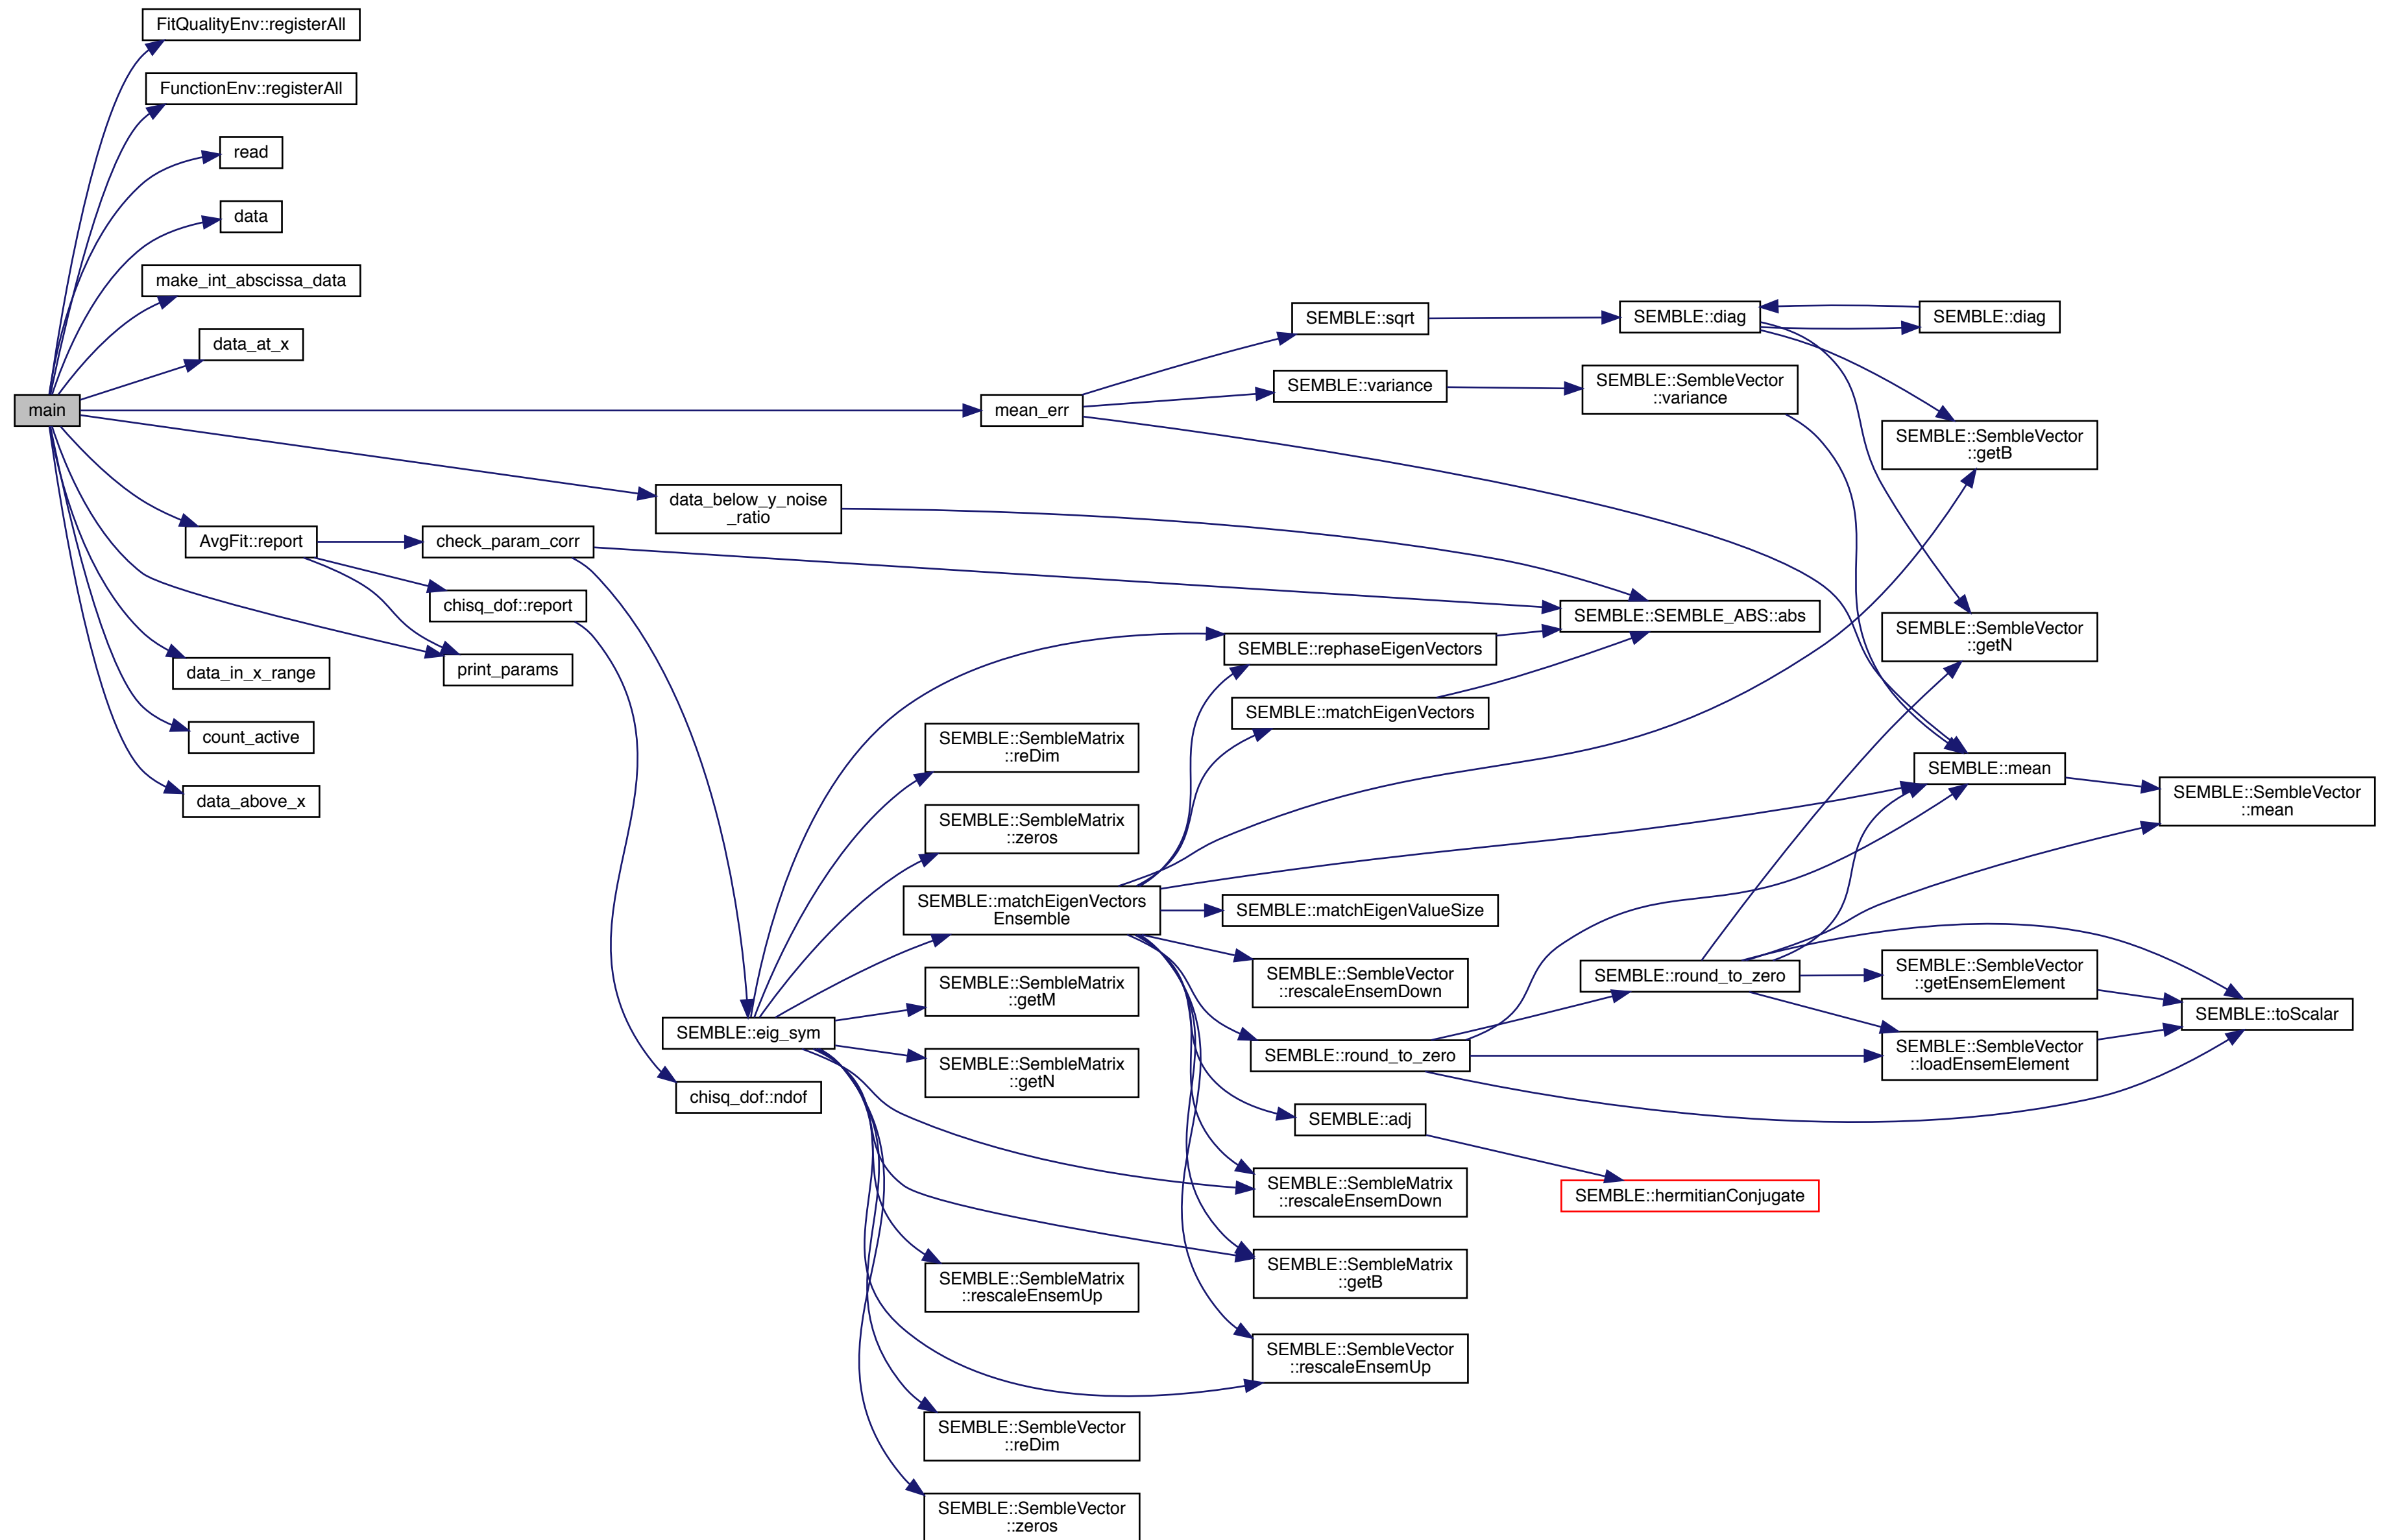 FitQualityEnv::registerAll
FunctionEnv::registerAll
read
data
make_int_abscissa_data
data_at_x
main
mean_err
SEMBLE::sqrt
SEMBLE::diag
SEMBLE::diag
SEMBLE::variance
SEMBLE::SembleVector
::variance
SEMBLE::SembleVector
::getB
data_below_y_noise
_ratio
AvgFit::report
check_param_corr
chisq_dof::report
print_params
data_in_x_range
count_active
data_above_x
SEMBLE::SEMBLE_ABS::abs
SEMBLE::SembleVector
::getN
SEMBLE::rephaseEigenVectors
SEMBLE::matchEigenVectors
SEMBLE::SembleMatrix
::reDim
SEMBLE::mean
SEMBLE::SembleVector
::mean
SEMBLE::SembleMatrix
::zeros
SEMBLE::matchEigenVectors
Ensemble
SEMBLE::matchEigenValueSize
SEMBLE::SembleVector
::rescaleEnsemDown
SEMBLE::round_to_zero
SEMBLE::SembleVector
::getEnsemElement
SEMBLE::toScalar
SEMBLE::SembleMatrix
::getM
SEMBLE::eig_sym
SEMBLE::round_to_zero
SEMBLE::SembleVector
::loadEnsemElement
SEMBLE::SembleMatrix
::getN
chisq_dof::ndof
SEMBLE::adj
SEMBLE::SembleMatrix
::rescaleEnsemDown
SEMBLE::hermitianConjugate
SEMBLE::SembleMatrix
::getB
SEMBLE::SembleMatrix
::rescaleEnsemUp
SEMBLE::SembleVector
::rescaleEnsemUp
SEMBLE::SembleVector
::reDim
SEMBLE::SembleVector
::zeros